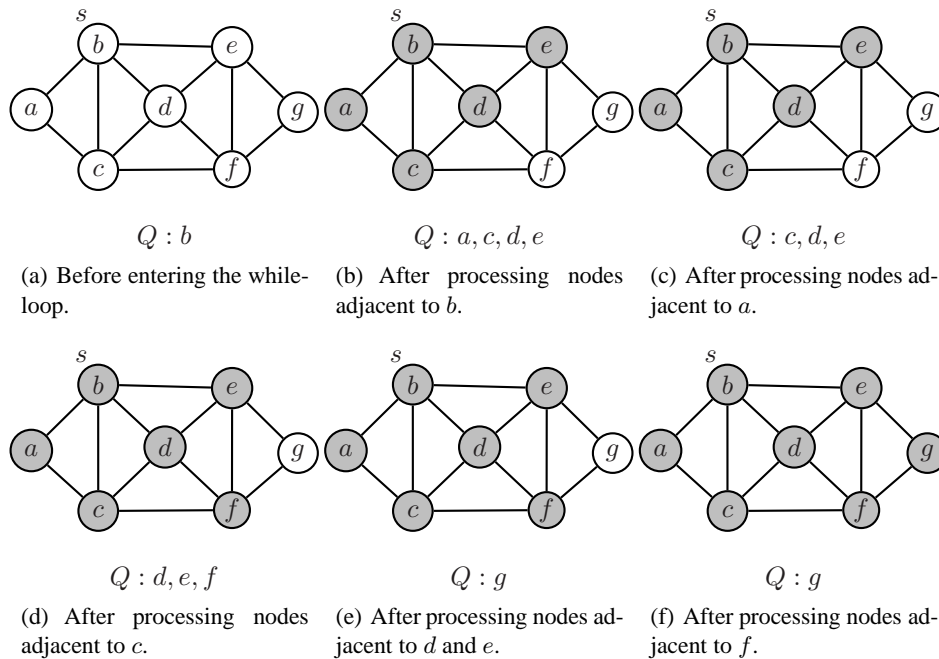 s
b
e
a
d
g
c
f
Q : b
(a) Before entering the while-
loop.
s
b
e
a
d
g
c
f
Q : a, c, d, e
(b) After processing nodes
adjacent to b.
s
b
e
a
d
g
c
f
Q : c, d, e
(c) After processing nodes ad-
jacent to a.
s
b
e
a
d
g
c
f
Q : d, e, f
(d) After processing nodes
adjacent to c.
s
b
e
a
d
g
c
f
Q : g
(e) After processing nodes ad-
jacent to d and e.
s
b
e
a
d
g
c
f
Q : g
(f) After processing nodes ad-
jacent to f.